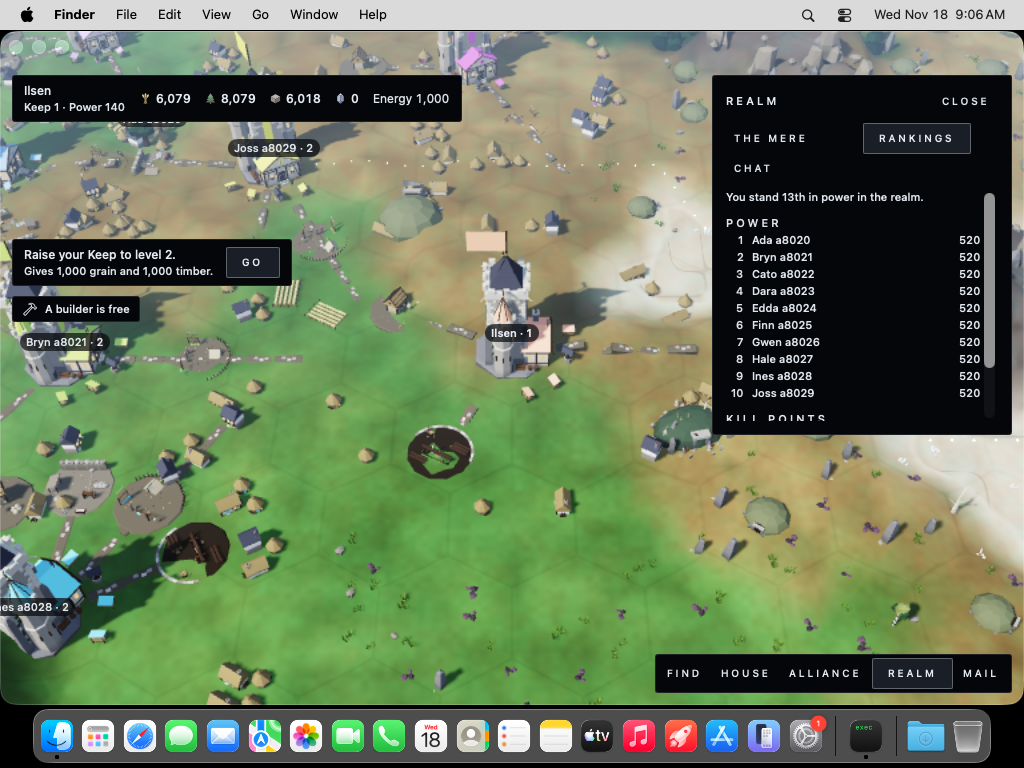 Finder File Edit View Go Window Help Wed Nov 18 9:06 AM
Ilsen
Keep 1 · Power 140
6,079 8,079 6,018 0 Energy 1,000
Joss a8029 · 2
REALM CLOSE
THE MERE RANKINGS
CHAT
You stand 13th in power in the realm.
POWER
1 Ada a8020 520
2 Bryn a8021 520
3 Cato a8022 520
4 Dara a8023 520
5 Edda a8024 520
6 Finn a8025 520
7 Gwen a8026 520
8 Hale a8027 520
9 Ines a8028 520
10 Joss a8029 520
KILL POINTS
Raise your Keep to level 2.
Gives 1,000 grain and 1,000 timber.
GO
A builder is free
Ilsen · 1
Bryn a8021 · 2
nes a8028 · 2
FIND HOUSE ALLIANCE REALM MAIL
Wed
18
tv
1
exec